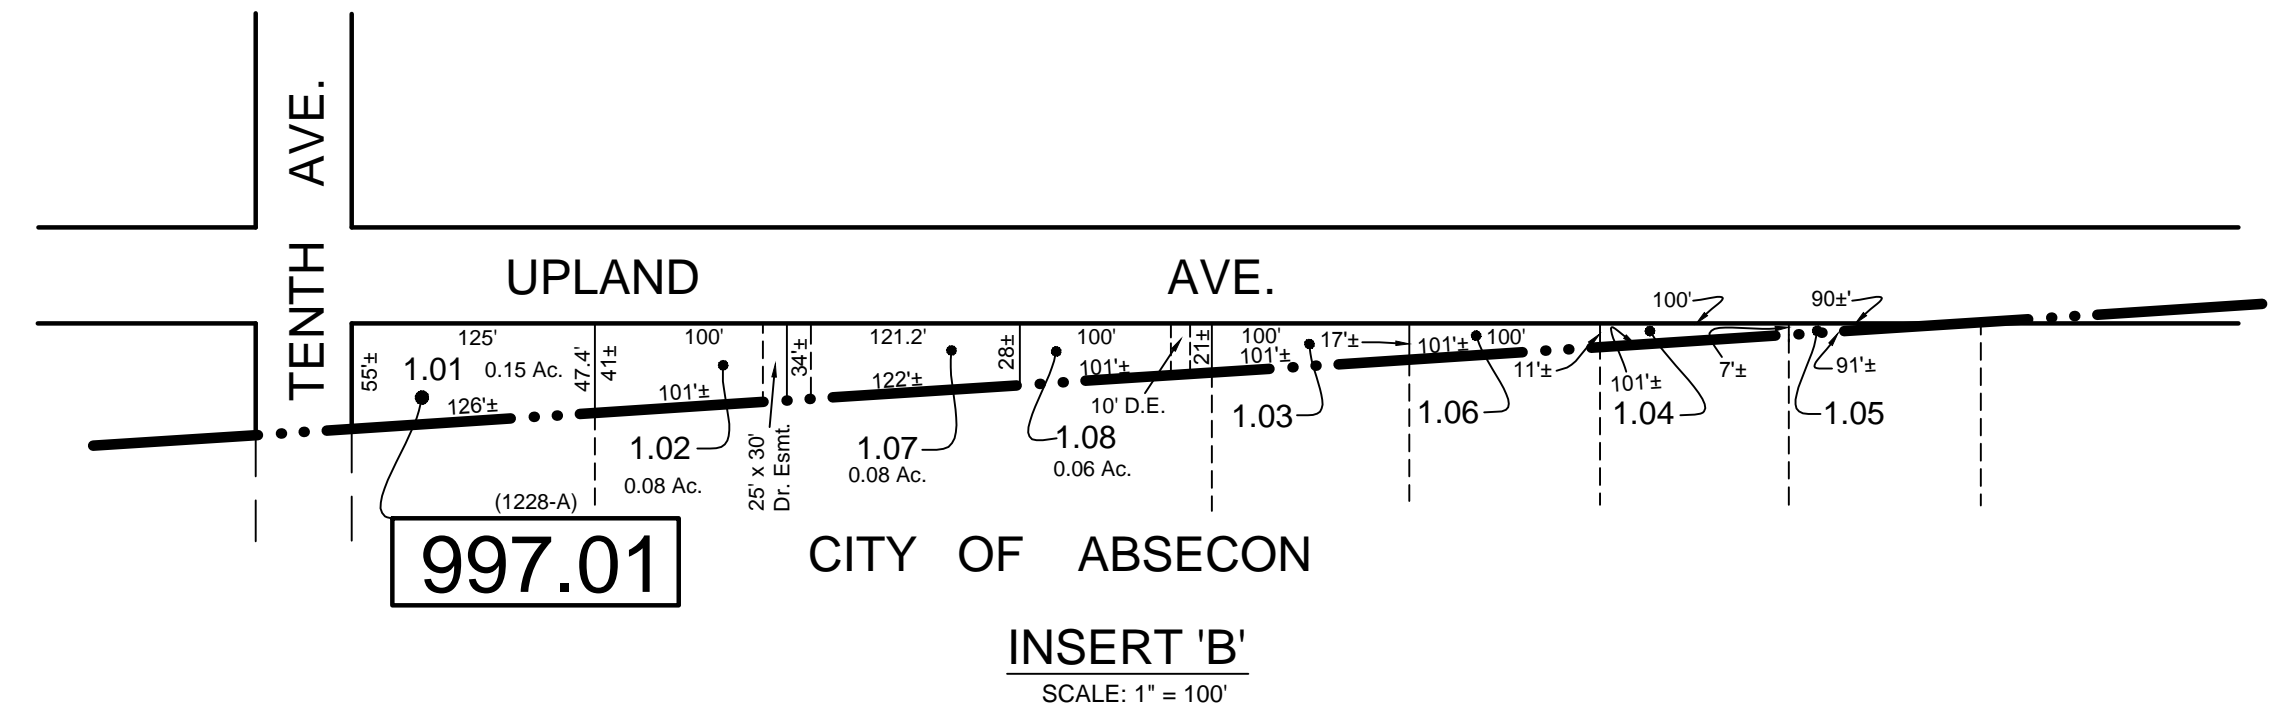 TENTH AVE.
UPLAND AVE.
100'
90±'
125'
47.4'
41±
100'
34'±
121.2'
28±
100'
21±
100'
17'±
100'
55'±
1.01
0.15 Ac.
126'±
101'±
122'±
101'±
101'±
101'±
11'±
101'±
7'±
91'±
10' D.E.
1.02
0.08 Ac.
25' x 30'
Dr. Esmt.
1.07
0.08 Ac.
1.08
0.06 Ac.
1.03
1.06
1.04
1.05
(1228-A)
997.01
CITY OF ABSECON
INSERT 'B'
SCALE: 1" = 100'